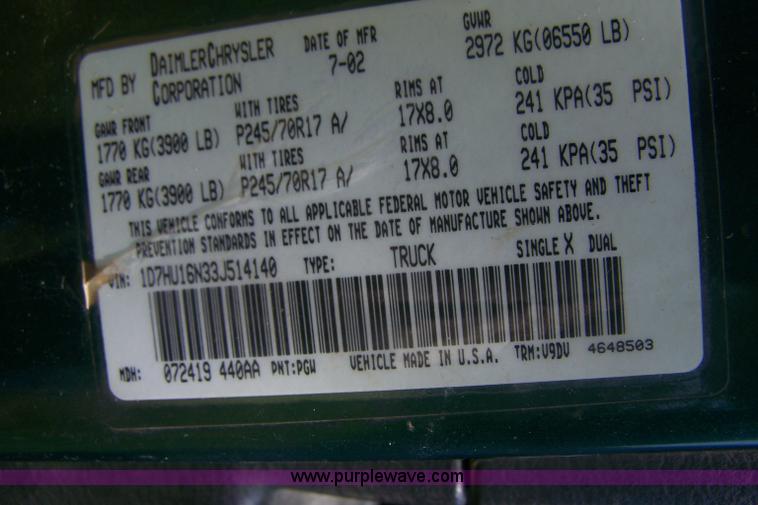 MFD BY DAIMLERCHRYSLER CORPORATION DATE OF MFR 7-02 GVWR 2972 KG(06550 LB)
GAWR FRONT 1770 KG(3900 LB) WITH TIRES P245/70R17 A/ RIMS AT 17X8.0 COLD 241 KPA(35 PSI)
GAWR REAR 1770 KG(3900 LB) WITH TIRES P245/70R17 A/ RIMS AT 17X8.0 COLD 241 KPA(35 PSI)
THIS VEHICLE CONFORMS TO ALL APPLICABLE FEDERAL MOTOR VEHICLE SAFETY AND THEFT
PREVENTION STANDARDS IN EFFECT ON THE DATE OF MANUFACTURE SHOWN ABOVE.
VIN: 1D7HU16N33J514140 TYPE: TRUCK SINGLE X DUAL
MDH: 072419 440AA PNT:PGW VEHICLE MADE IN U.S.A. TRM:V9DV 4648503
www.purplewave.com